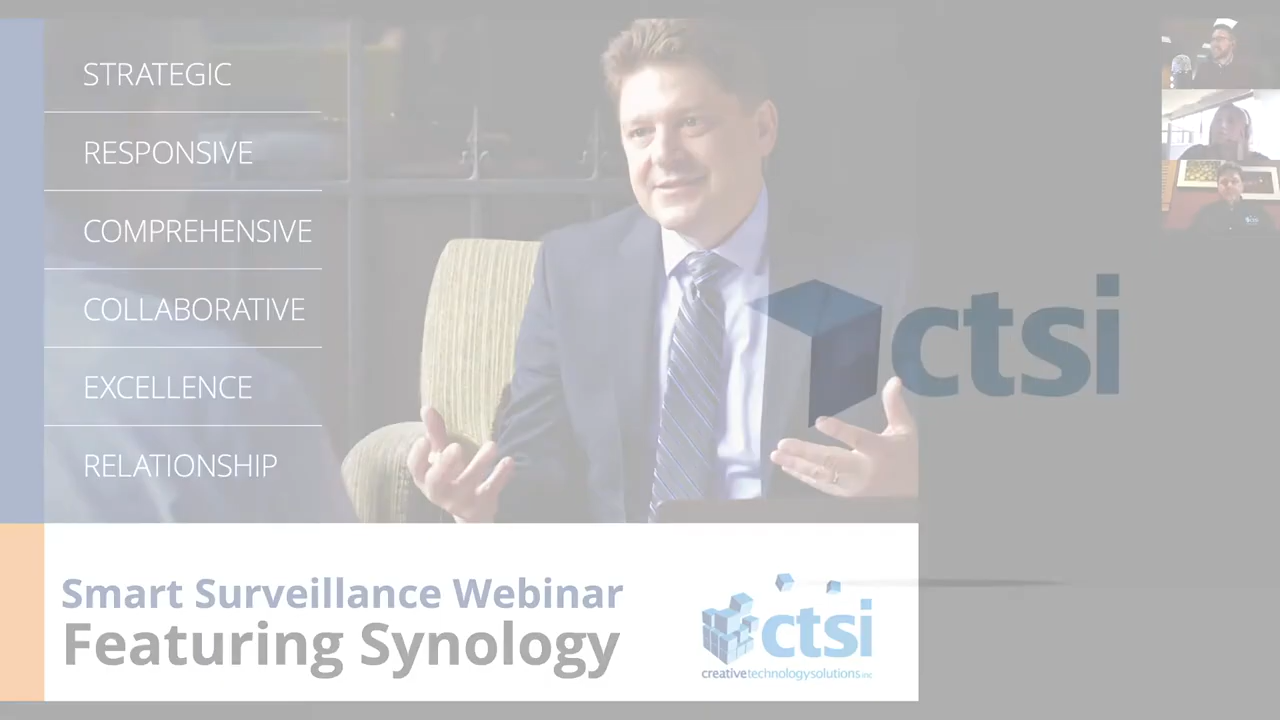 STRATEGIC
RESPONSIVE
COMPREHENSIVE
COLLABORATIVE
EXCELLENCE
RELATIONSHIP
ctsi
Smart Surveillance Webinar
Featuring Synology
ctsi
creativetechnologysolutions inc